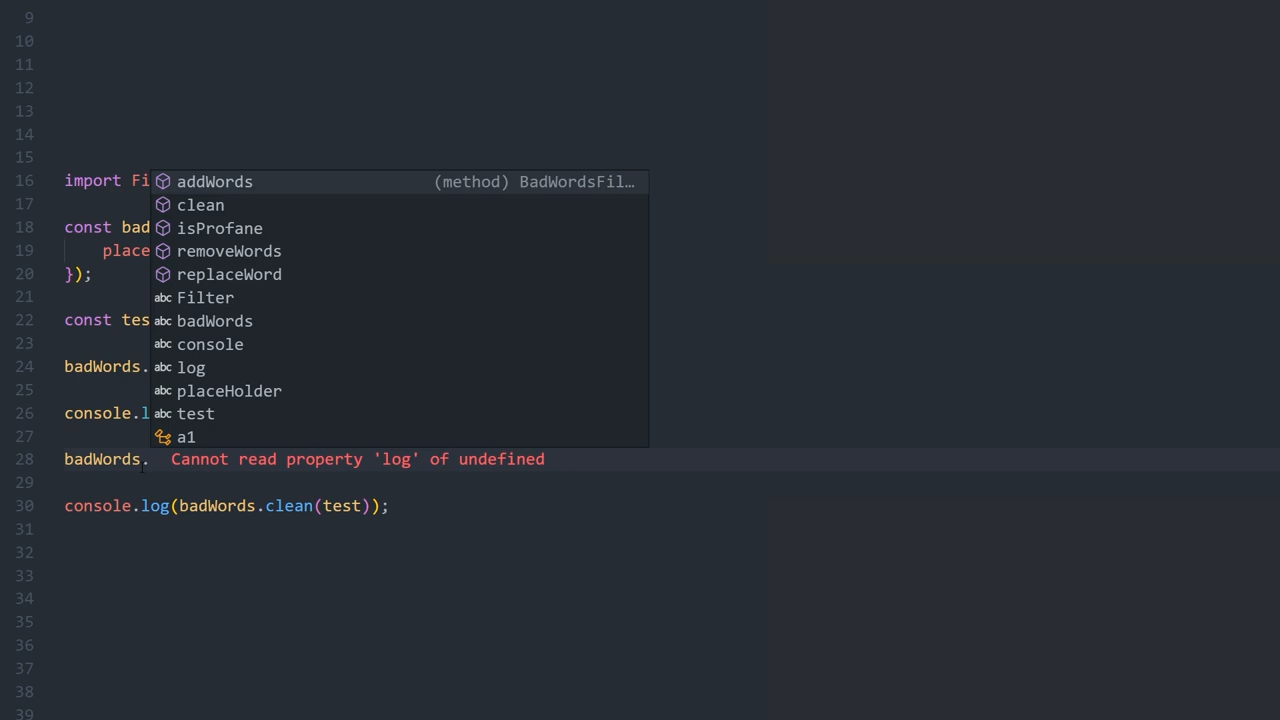 9
10
11
12
13
14
15
16 import Fi
addWords (method) BadWordsFil…
17
clean
18 const bad
isProfane
19 place
removeWords
20 });
replaceWord
21
Filter
22 const tes
badWords
23
console
24 badWords.
log
25
placeHolder
26 console.l
test
27
a1
28 badWords. Cannot read property 'log' of undefined
29
30 console.log(badWords.clean(test));
31
32
33
34
35
36
37
38
39